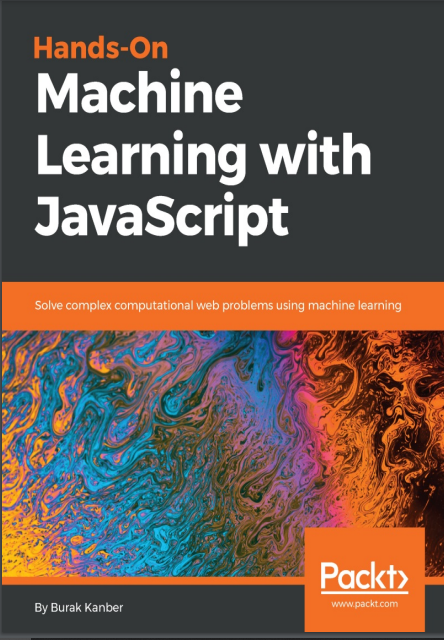 Hands-On
Machine
Learning with
JavaScript
Solve complex computational web problems using machine learning
Packt>
www.packt.com
By Burak Kanber